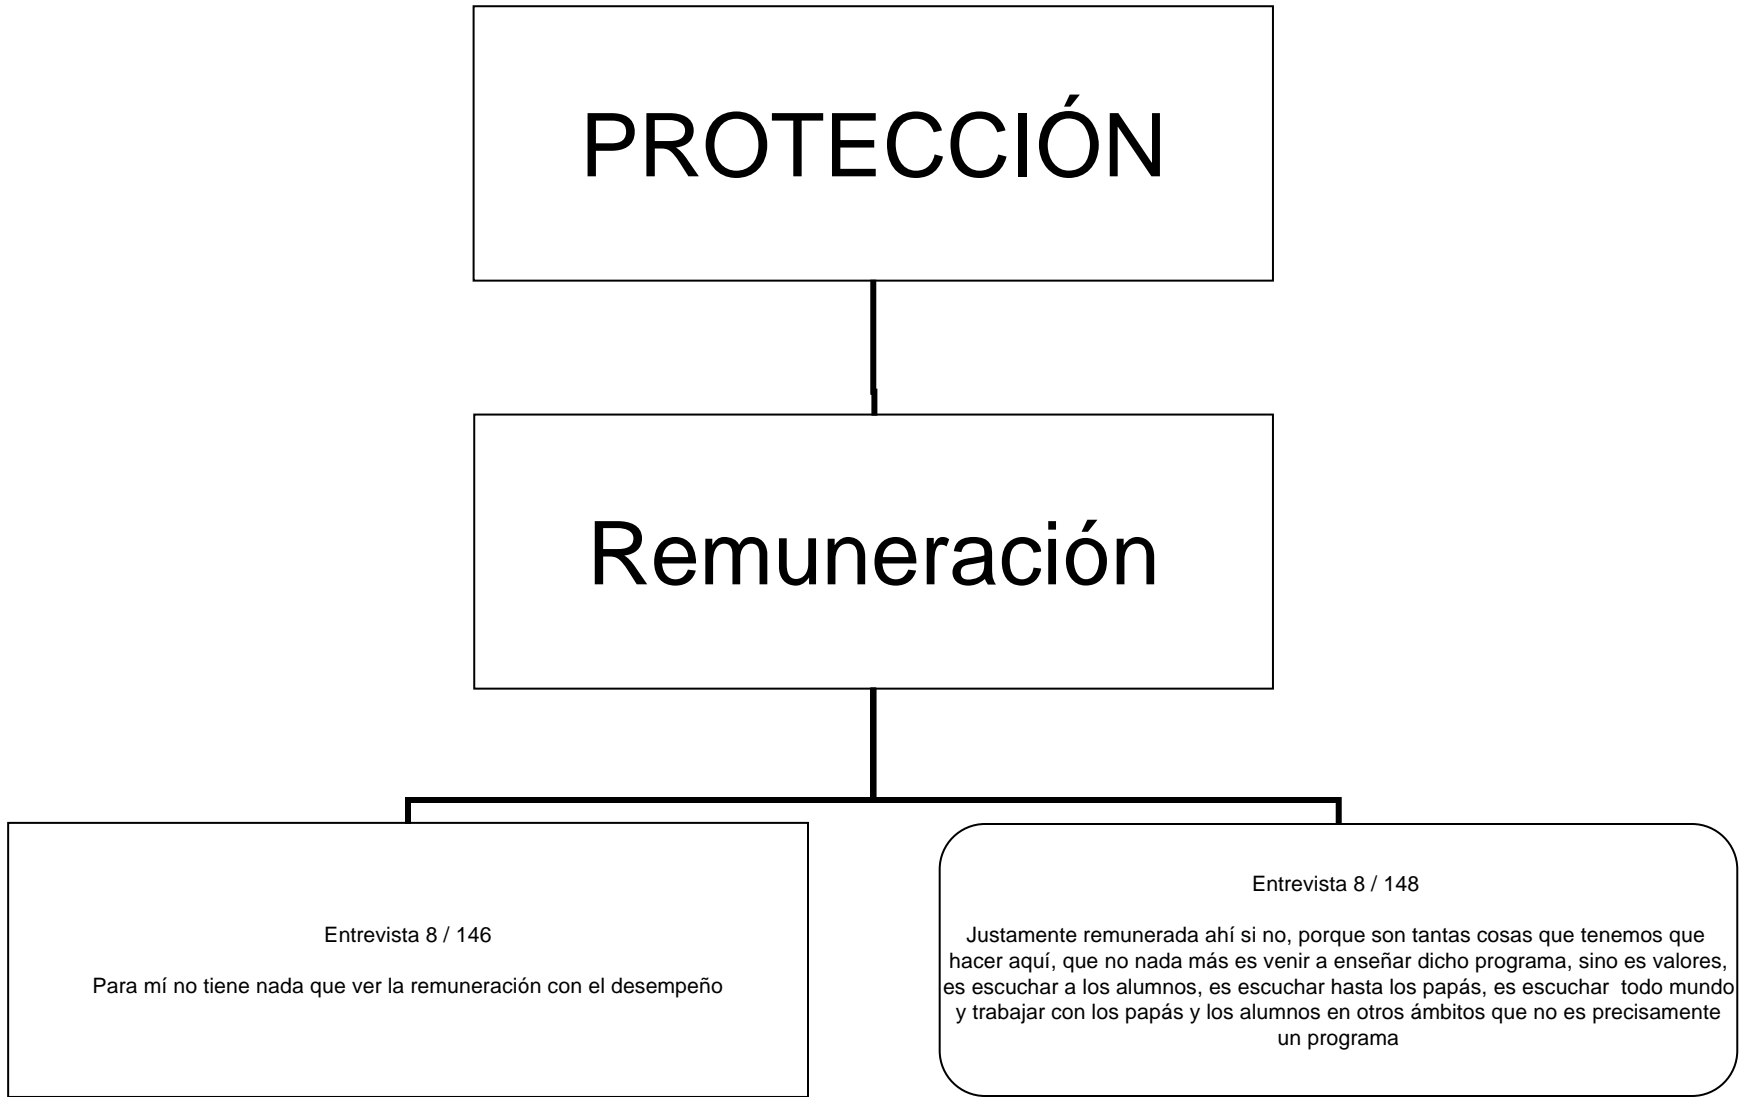 PROTECCIÓN
Remuneración
Entrevista 8 / 146
Para mí no tiene nada que ver la remuneración con el desempeño
Entrevista 8 / 148
Justamente remunerada ahí si no, porque son tantas cosas que tenemos que
hacer aquí, que no nada más es venir a enseñar dicho programa, sino es valores,
es escuchar a los alumnos, es escuchar hasta los papás, es escuchar  todo mundo
y trabajar con los papás y los alumnos en otros ámbitos que no es precisamente
un programa